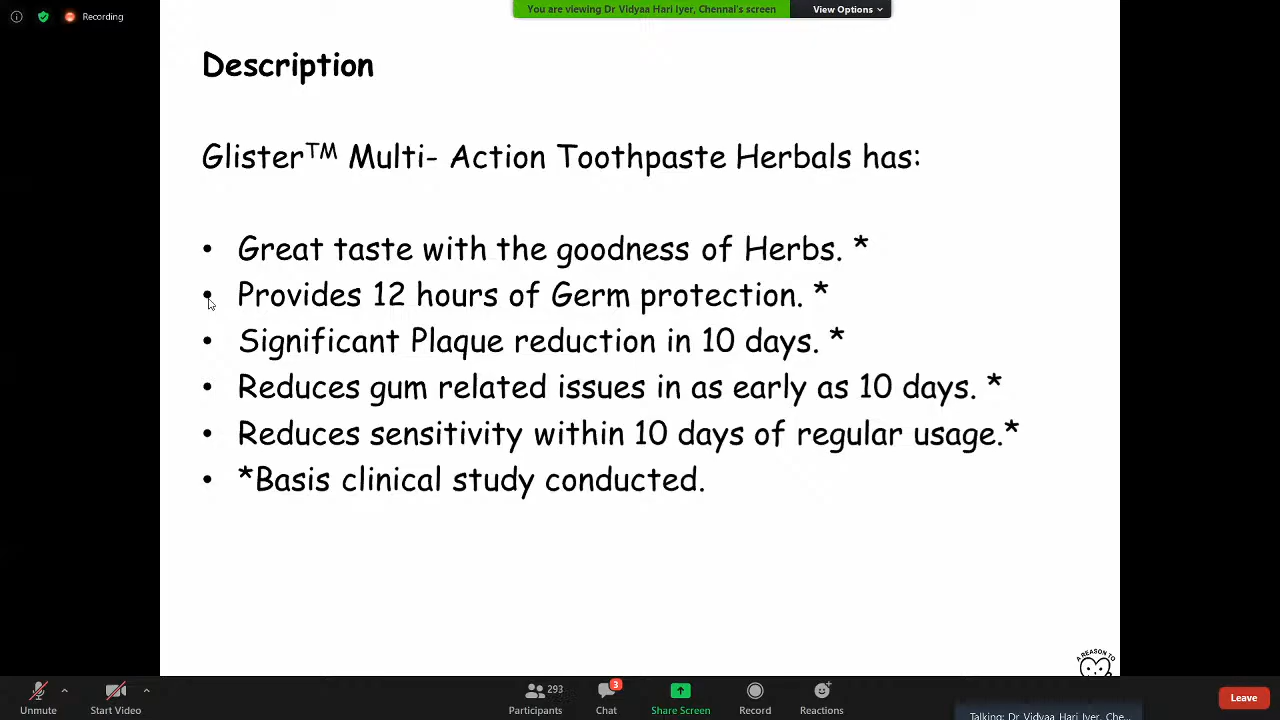 Recording
You are viewing Dr Vidyaa Hari Iyer, Chennai's screen
View Options
Description
Glister™ Multi- Action Toothpaste Herbals has:
• Great taste with the goodness of Herbs. *
• Provides 12 hours of Germ protection. *
• Significant Plaque reduction in 10 days. *
• Reduces gum related issues in as early as 10 days. *
• Reduces sensitivity within 10 days of regular usage.*
• *Basis clinical study conducted.
A REASON TO
293
3
Unmute
Start Video
Participants
Chat
Share Screen
Record
Reactions
Leave
Talking: Dr Vidyaa Hari Iyer, Che...